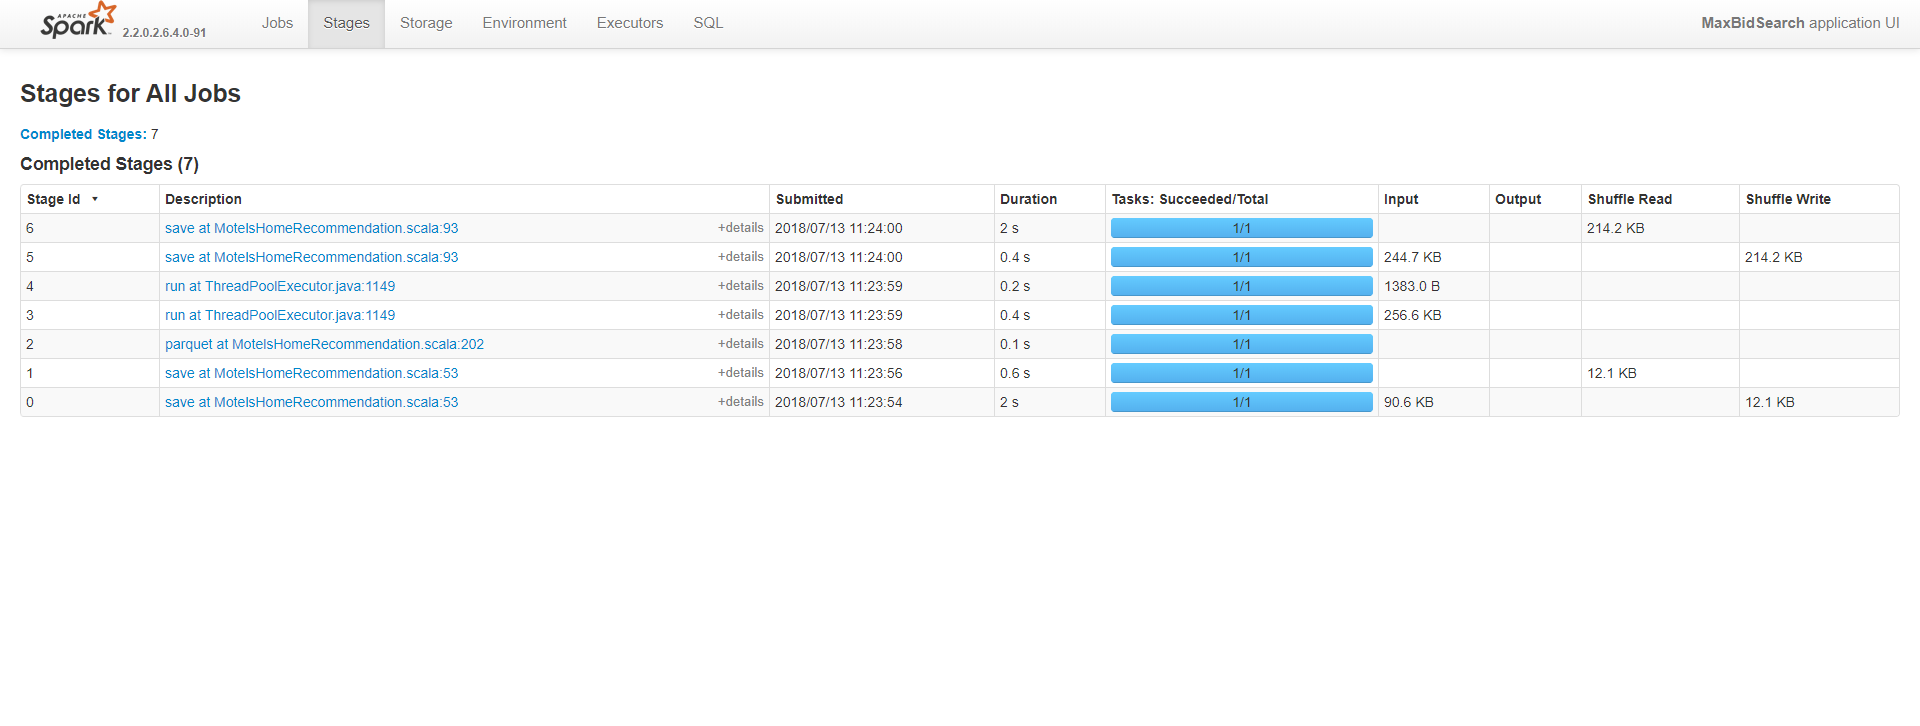 APACHE Spark 2.2.0.2.6.4.0-91 Jobs Stages Storage Environment Executors SQL MaxBidSearch application UI
Stages for All Jobs
Completed Stages: 7
Completed Stages (7)
Stage Id ▾ Description Submitted Duration Tasks: Succeeded/Total Input Output Shuffle Read Shuffle Write
6 save at MotelsHomeRecommendation.scala:93 +details 2018/07/13 11:24:00 2 s 1/1 214.2 KB
5 save at MotelsHomeRecommendation.scala:93 +details 2018/07/13 11:24:00 0.4 s 1/1 244.7 KB 214.2 KB
4 run at ThreadPoolExecutor.java:1149 +details 2018/07/13 11:23:59 0.2 s 1/1 1383.0 B
3 run at ThreadPoolExecutor.java:1149 +details 2018/07/13 11:23:59 0.4 s 1/1 256.6 KB
2 parquet at MotelsHomeRecommendation.scala:202 +details 2018/07/13 11:23:58 0.1 s 1/1
1 save at MotelsHomeRecommendation.scala:53 +details 2018/07/13 11:23:56 0.6 s 1/1 12.1 KB
0 save at MotelsHomeRecommendation.scala:53 +details 2018/07/13 11:23:54 2 s 1/1 90.6 KB 12.1 KB